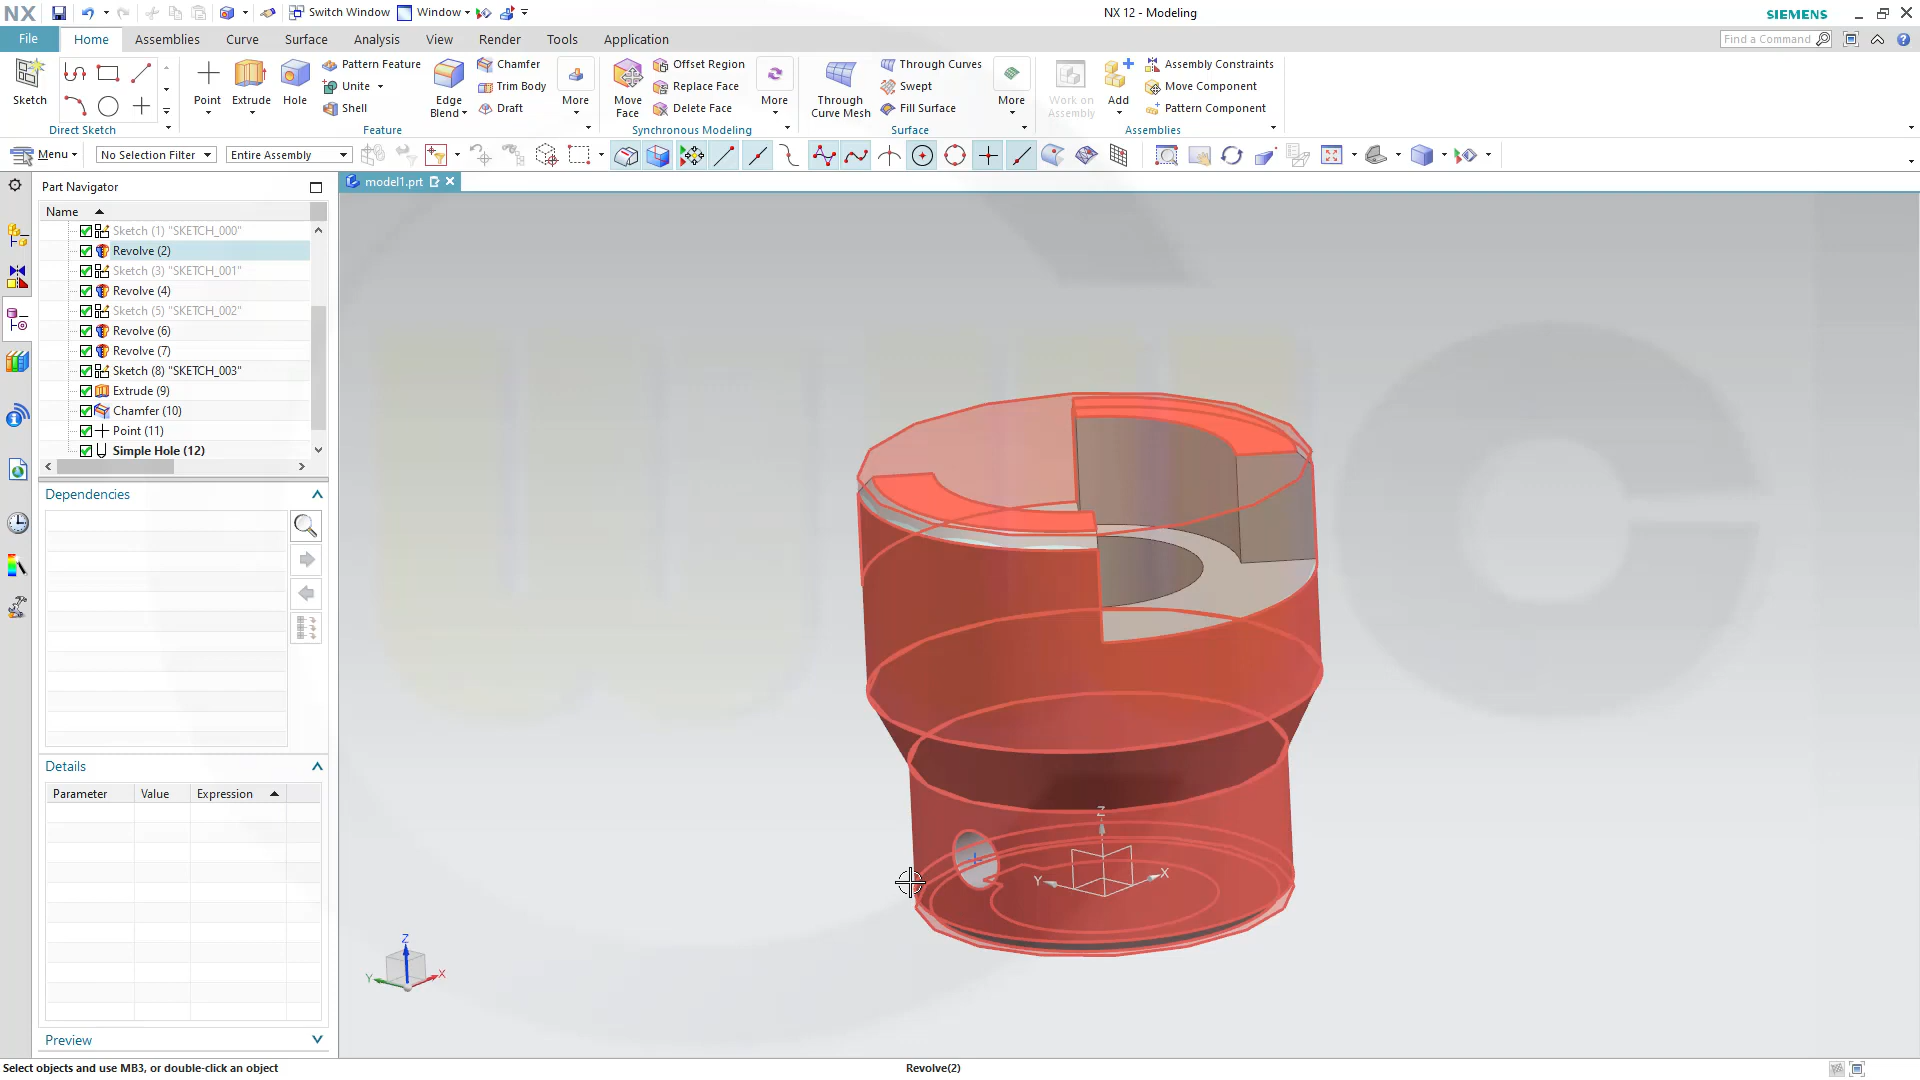 NX
Switch Window
Window
NX 12 - Modeling
SIEMENS
File
Home
Assemblies
Curve
Surface
Analysis
View
Render
Tools
Application
Find a Command
Sketch
Direct Sketch
Point
Extrude
Hole
Pattern Feature
Unite
Shell
Edge
Blend
Chamfer
Trim Body
Draft
More
Feature
Move
Face
Offset Region
Replace Face
Delete Face
More
Synchronous Modeling
Through
Curve Mesh
Through Curves
Swept
Fill Surface
More
Surface
Work on
Assembly
Add
Assembly Constraints
Move Component
Pattern Component
Assemblies
Menu
No Selection Filter
Entire Assembly
Part Navigator
model1.prt
Name
Sketch (1) "SKETCH_000"
Revolve (2)
Sketch (3) "SKETCH_001"
Revolve (4)
Sketch (5) "SKETCH_002"
Revolve (6)
Revolve (7)
Sketch (8) "SKETCH_003"
Extrude (9)
Chamfer (10)
Point (11)
Simple Hole (12)
Dependencies
Details
Parameter Value Expression
Preview
Z
Y
X
Z
Y
X
Select objects and use MB3, or double-click an object
Revolve(2)